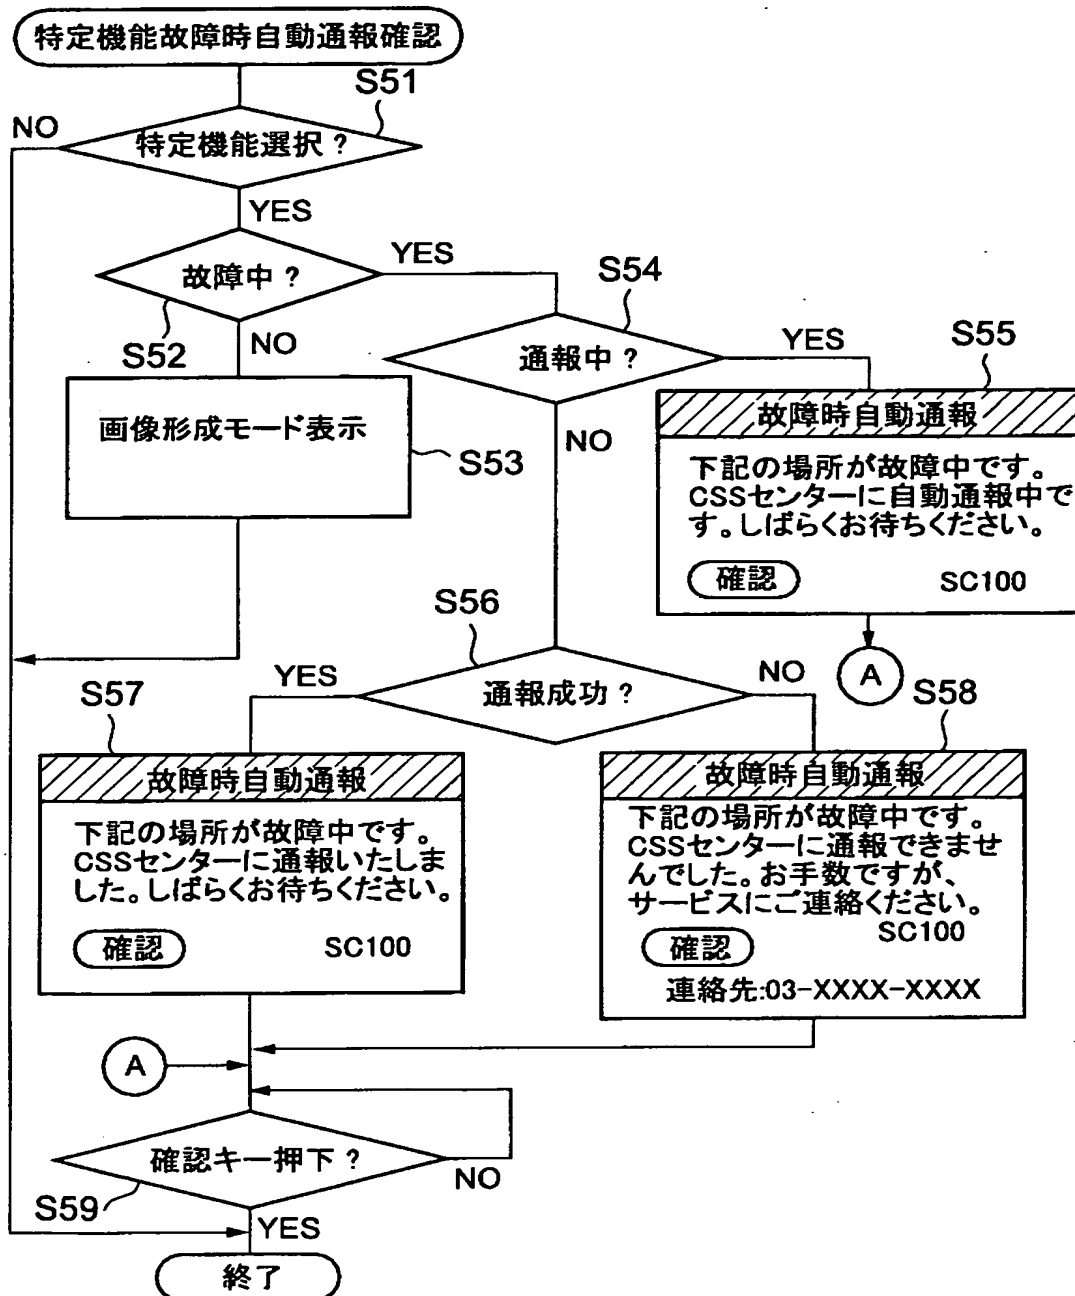 特定機能故障時自動通報確認
S51
NO
特定機能選択？
YES
故障中？
YES
S52
NO
S54
通報中？
YES
S55
画像形成モード表示
S53
NO
故障時自動通報
下記の場所が故障中です。
CSSセンターに自動通報中で
す。しばらくお待ちください。
確認
SC100
A
S56
通報成功？
YES
NO
S57
故障時自動通報
下記の場所が故障中です。
CSSセンターに通報いたしま
した。しばらくお待ちください。
確認
SC100
S58
故障時自動通報
下記の場所が故障中です。
CSSセンターに通報できませ
んでした。お手数ですが、
サービスにご連絡ください。
SC100
確認
連絡先:03-XXXX-XXXX
A
確認キー押下？
NO
S59
YES
終了